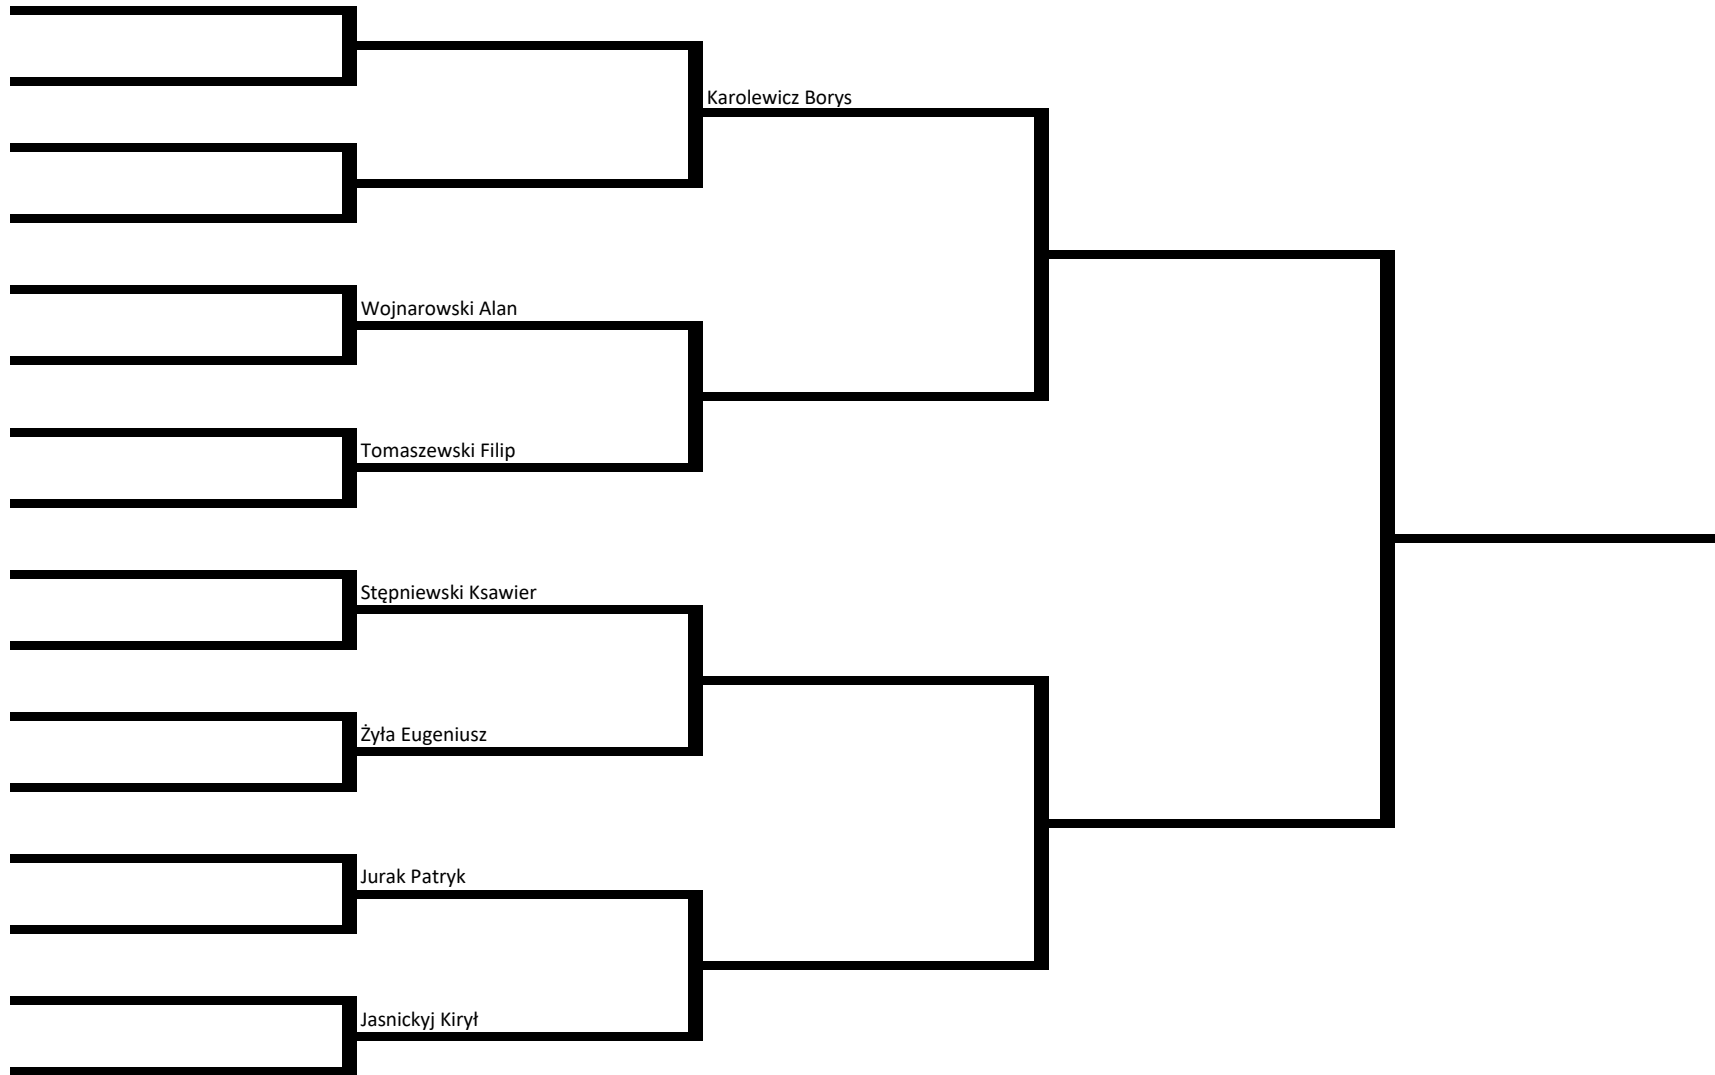 Karolewicz Borys
Wojnarowski Alan
Tomaszewski Filip
Stępniewski Ksawier
Żyła Eugeniusz
Jurak Patryk
Jasnickyj Kirył